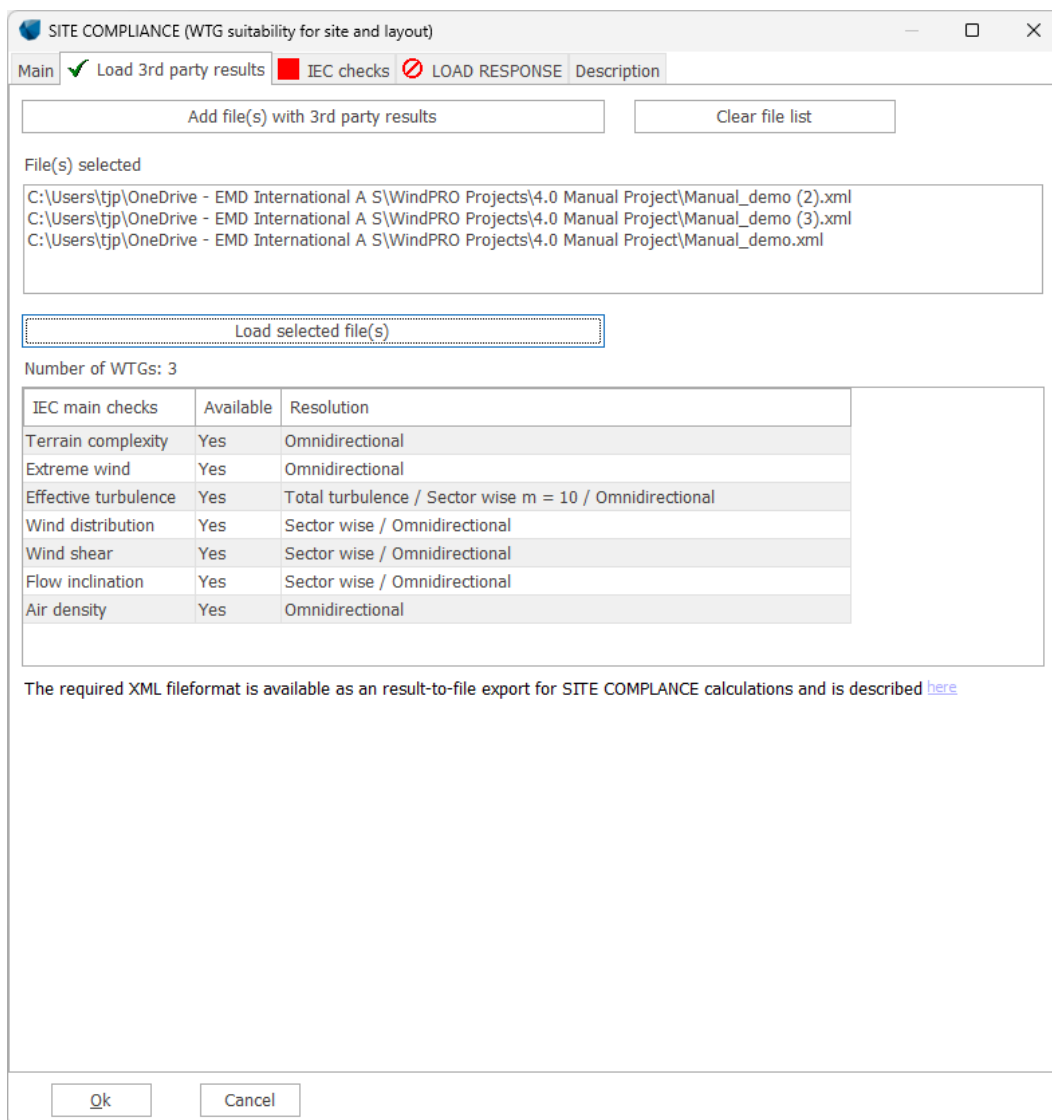 SITE COMPLIANCE (WTG suitability for site and layout)
Main Load 3rd party results IEC checks LOAD RESPONSE Description
Add file(s) with 3rd party results Clear file list
File(s) selected
C:\Users\tjp\OneDrive - EMD International A S\WindPRO Projects\4.0 Manual Project\Manual_demo (2).xml
C:\Users\tjp\OneDrive - EMD International A S\WindPRO Projects\4.0 Manual Project\Manual_demo (3).xml
C:\Users\tjp\OneDrive - EMD International A S\WindPRO Projects\4.0 Manual Project\Manual_demo.xml
Load selected file(s)
Number of WTGs: 3
IEC main checks Available Resolution
Terrain complexity Yes Omnidirectional
Extreme wind Yes Omnidirectional
Effective turbulence Yes Total turbulence / Sector wise m = 10 / Omnidirectional
Wind distribution Yes Sector wise / Omnidirectional
Wind shear Yes Sector wise / Omnidirectional
Flow inclination Yes Sector wise / Omnidirectional
Air density Yes Omnidirectional
The required XML fileformat is available as an result-to-file export for SITE COMPLANCE calculations and is described here
Ok Cancel